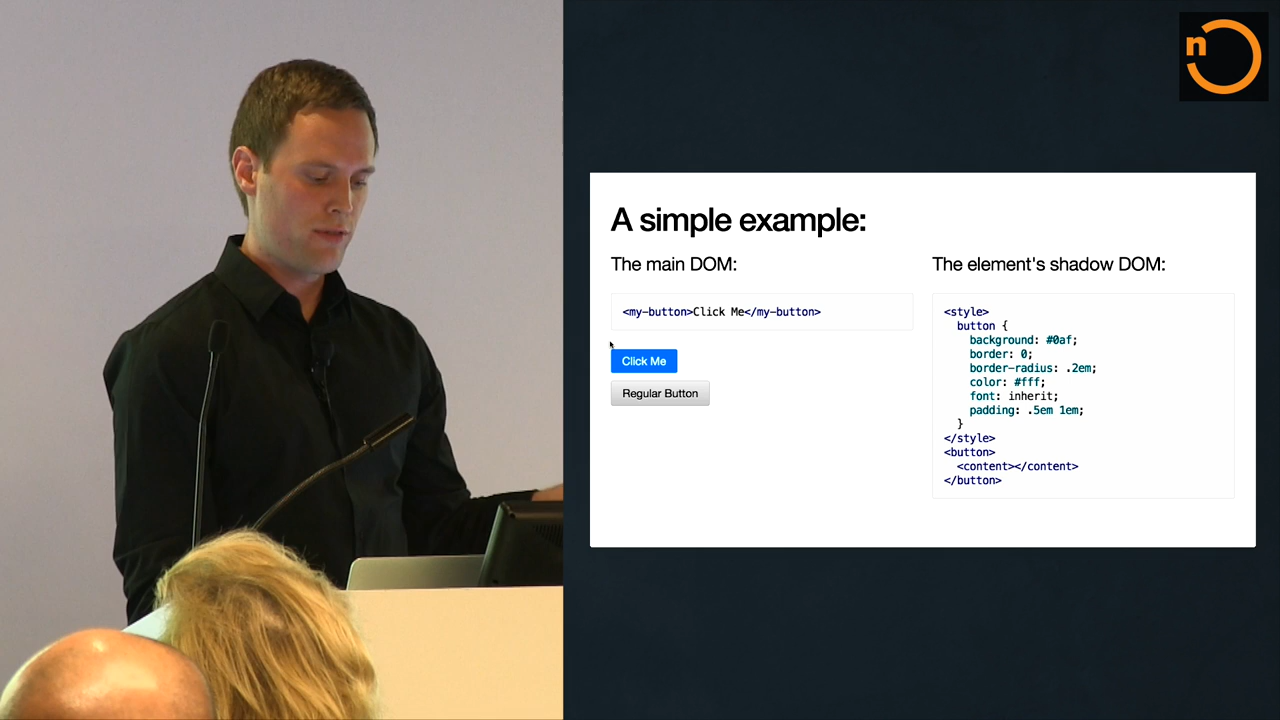 n
A simple example:
The main DOM:
<my-button>Click Me</my-button>
Click Me
Regular Button
The element's shadow DOM:
<style>
button {
background: #0af;
border: 0;
border-radius: .2em;
color: #fff;
font: inherit;
padding: .5em 1em;
}
</style>
<button>
<content></content>
</button>